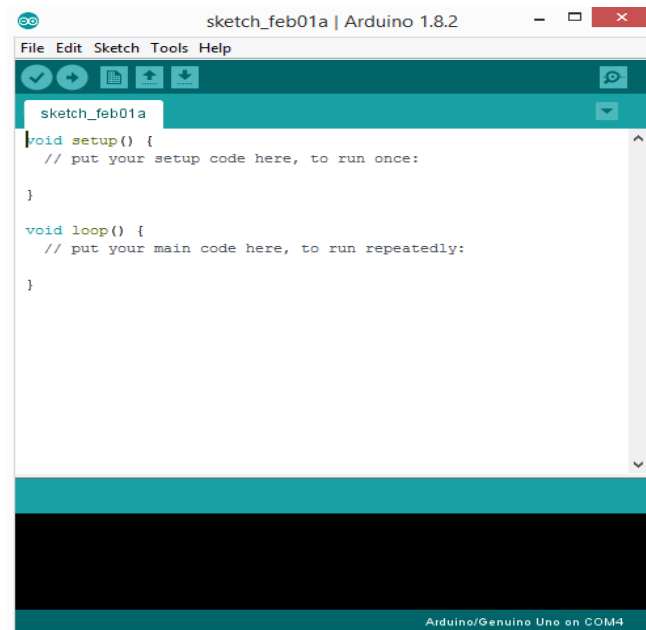 sketch_feb01a | Arduino 1.8.2
File Edit Sketch Tools Help
sketch_feb01a
void setup() {
  // put your setup code here, to run once:
}
void loop() {
  // put your main code here, to run repeatedly:
}
Arduino/Genuino Uno on COM4